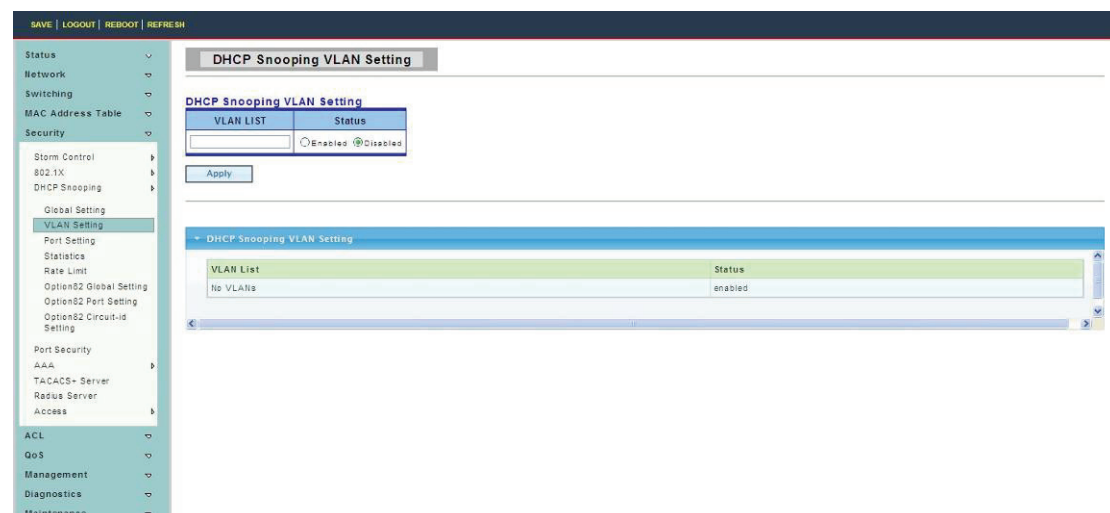 SAVE | LOGOUT | REBOOT | REFRESH
Status
Network
Switching
MAC Address Table
Security
Storm Control
802.1X
DHCP Snooping
Global Setting
VLAN Setting
Port Setting
Statistics
Rate Limit
Option82 Global Setting
Option82 Port Setting
Option82 Circuit-id
Setting
Port Security
AAA
TACACS+ Server
Radius Server
Access
ACL
QoS
Management
Diagnostics
Maintenance
DHCP Snooping VLAN Setting
DHCP Snooping VLAN Setting
VLAN LIST Status
Enabled Disabled
Apply
DHCP Snooping VLAN Setting
VLAN List Status
No VLANs enabled